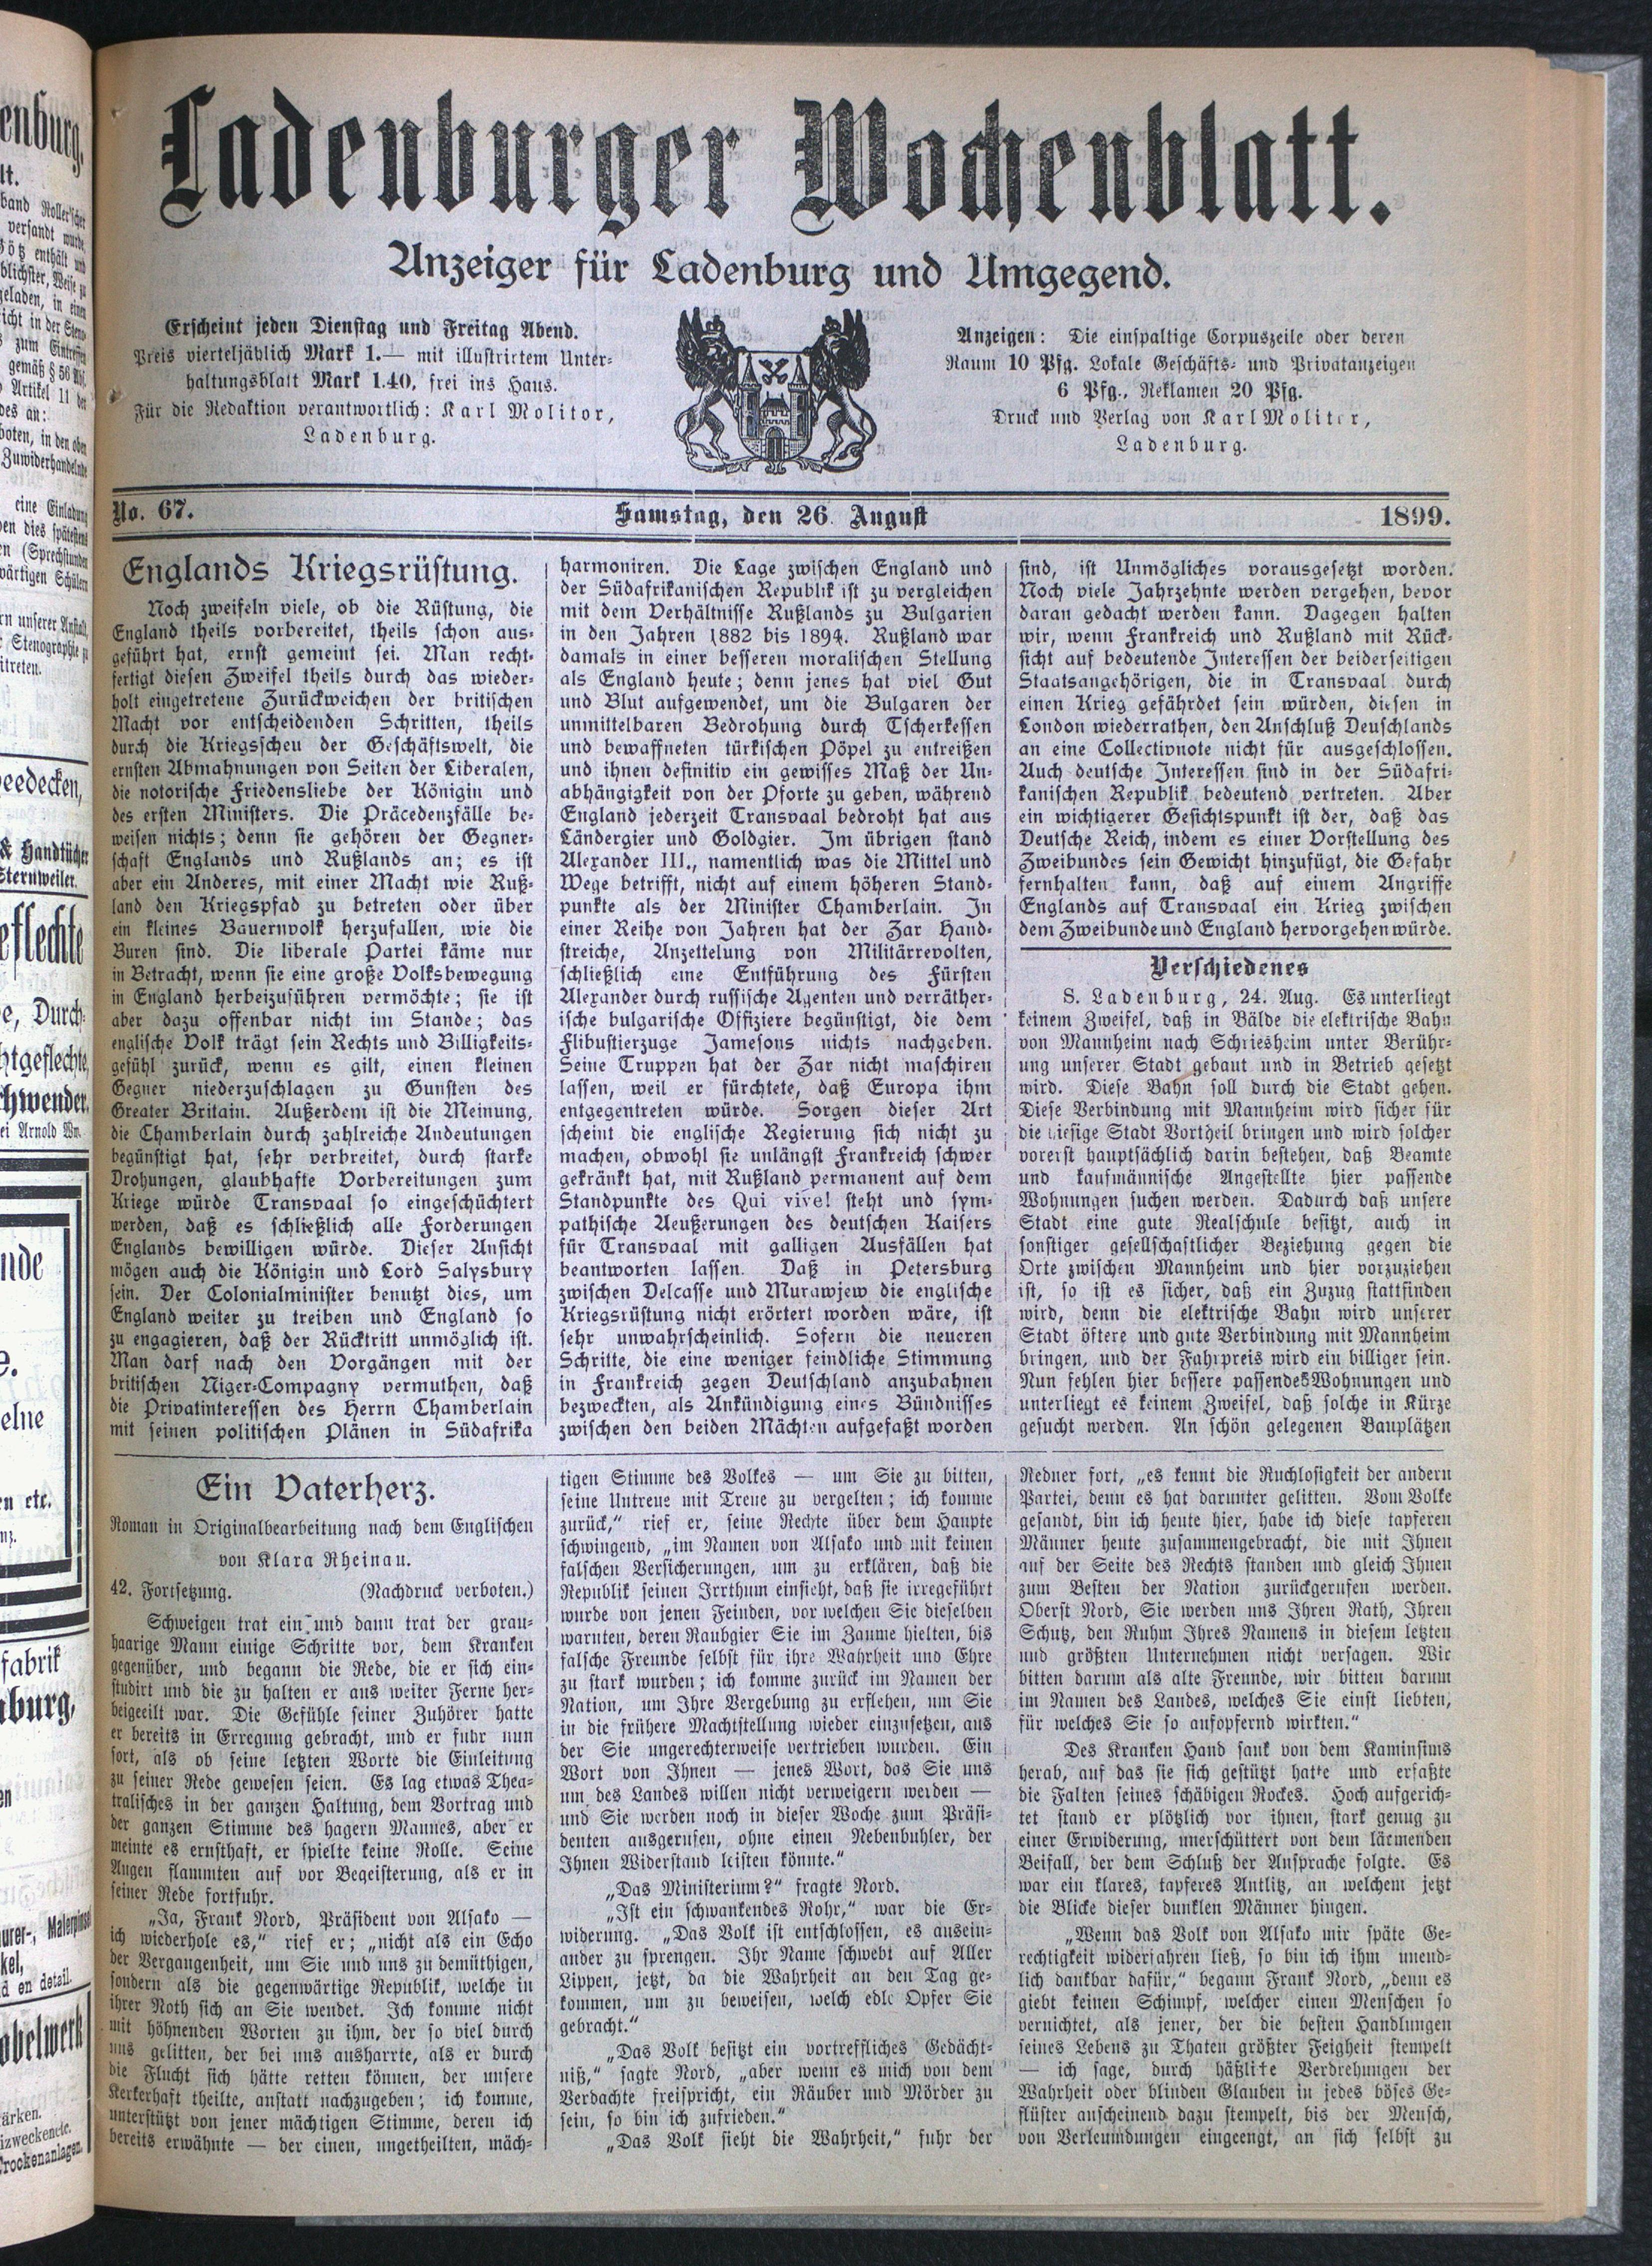 Ladenburger Wochenblatt.
Anzeiger für Ladenburg und Umgegend.
Erscheint jeden Dienstag und Freitag Abend.
Preis vierteljählich Mark 1.— mit illustrirtem Unter-
haltungsblatt Mark 1.40, frei ins Haus.
Für die Redaktion verantwortlich: Karl Molitor,
Ladenburg.
Anzeigen: Die einspaltige Corpuszeile oder deren
Raum 10 Pfg. Lokale Geschäfts- und Privatanzeigen
6 Pfg., Reklamen 20 Pfg.
Druck und Verlag von Karl Molitor,
Ladenburg.
No. 67.
Samstag, den 26. August
1899.
Englands Kriegsrüstung.
Noch zweifeln viele, ob die Rüstung, die
England theils vorbereitet, theils schon aus-
geführt hat, ernst gemeint sei. Man recht-
fertigt diesen Zweifel theils durch das wieder-
holt eingetretene Zurückweichen der britischen
Macht vor entscheidenden Schritten, theils
durch die Kriegsscheu der Geschäftswelt, die
ernsten Abmahnungen von Seiten der Liberalen,
die notorische Friedensliebe der Königin und
des ersten Ministers. Die Präcedenzfälle be-
weisen nichts; denn sie gehören der Gegner-
schaft Englands und Rußlands an; es ist
aber ein Anderes, mit einer Macht wie Ruß-
land den Kriegspfad zu betreten oder über
ein kleines Bauernvolk herzufallen, wie die
Buren sind. Die liberale Partei käme nur
in Betracht, wenn sie eine große Volksbewegung
in England herbeizuführen vermöchte; sie ist
aber dazu offenbar nicht im Stande; das
englische Volk trägt sein Rechts und Billigkeits-
gefühl zurück, wenn es gilt, einen kleinen
Gegner niederzuschlagen zu Gunsten des
Greater Britain. Außerdem ist die Meinung,
die Chamberlain durch zahlreiche Andeutungen
begünstigt hat, sehr verbreitet, durch starke
Drohungen, glaubhafte Vorbereitungen zum
Kriege würde Transvaal so eingeschüchtert
werden, daß es schließlich alle Forderungen
Englands bewilligen würde. Dieser Ansicht
mögen auch die Königin und Lord Salysbury
sein. Der Colonialminister benutzt dies, um
England weiter zu treiben und England so
zu engagieren, daß der Rücktritt unmöglich ist.
Man darf nach den Vorgängen mit der
britischen Niger-Compagny vermuthen, daß
die Privatinteressen des Herrn Chamberlain
mit seinen politischen Plänen in Südafrika
harmoniren. Die Lage zwischen England und
der Südafrikanischen Republik ist zu vergleichen
mit dem Verhältnisse Rußlands zu Bulgarien
in den Jahren 1882 bis 1894. Rußland war
damals in einer besseren moralischen Stellung
als England heute; denn jenes hat viel Gut
und Blut aufgewendet, um die Bulgaren der
unmittelbaren Bedrohung durch Tscherkessen
und bewaffneten türkischen Pöpel zu entreißen
und ihnen definitiv ein gewisses Maß der Un-
abhängigkeit von der Pforte zu geben, während
England jederzeit Transvaal bedroht hat aus
Ländergier und Goldgier. Im übrigen stand
Alexander III., namentlich was die Mittel und
Wege betrifft, nicht auf einem höheren Stand-
punkte als der Minister Chamberlain. In
einer Reihe von Jahren hat der Zar Hand-
streiche, Anzettelung von Militärrevolten,
schließlich eine Entführung des Fürsten
Alexander durch russische Agenten und verräther-
ische bulgarische Offiziere begünstigt, die dem
Flibustierzuge Jamesons nichts nachgeben.
Seine Truppen hat der Zar nicht maschiren
lassen, weil er fürchtete, daß Europa ihm
entgegentreten würde. Sorgen dieser Art
scheint die englische Regierung sich nicht zu
machen, obwohl sie unlängst Frankreich schwer
gekränkt hat, mit Rußland permanent auf dem
Standpunkte des Qui vive! steht und sym-
pathische Aeußerungen des deutschen Kaisers
für Transvaal mit galligen Ausfällen hat
beantworten lassen. Daß in Petersburg
zwischen Delcasse und Murawjew die englische
Kriegsrüstung nicht erörtert worden wäre, ist
sehr unwahrscheinlich. Sofern die neueren
Schritte, die eine weniger feindliche Stimmung
in Frankreich gegen Deutschland anzubahnen
bezweckten, als Ankündigung eines Bündnisses
zwischen den beiden Mächten aufgefaßt worden
sind, ist Unmögliches vorausgesetzt worden.
Noch viele Jahrzehnte werden vergehen, bevor
daran gedacht werden kann. Dagegen halten
wir, wenn Frankreich und Rußland mit Rück-
sicht auf bedeutende Interessen der beiderseitigen
Staatsangehörigen, die in Transvaal durch
einen Krieg gefährdet sein würden, diesen in
London wiederrathen, den Anschluß Deuschlands
an eine Collectivnote nicht für ausgeschlossen.
Auch deutsche Interessen sind in der Südafri-
kanischen Republik bedeutend vertreten. Aber
ein wichtigerer Gesichtspunkt ist der, daß das
Deutsche Reich, indem es einer Vorstellung des
Zweibundes sein Gewicht hinzufügt, die Gefahr
fernhalten kann, daß auf einem Angriffe
Englands auf Transvaal ein Krieg zwischen
dem Zweibunde und England hervorgehen würde.
Verschiedenes
S. Ladenburg, 24. Aug. Es unterliegt
keinem Zweifel, daß in Bälde die elektrische Bahn
von Mannheim nach Schriesheim unter Berühr-
ung unserer Stadt gebaut und in Betrieb gesetzt
wird. Diese Bahn soll durch die Stadt gehen.
Diese Verbindung mit Mannheim wird sicher für
die hiesige Stadt Vortheil bringen und wird solcher
vorerst hauptsächlich darin bestehen, daß Beamte
und kaufmännische Angestellte hier passende
Wohnungen suchen werden. Dadurch daß unsere
Stadt eine gute Realschule besitzt, auch in
sonstiger gesellschaftlicher Beziehung gegen die
Orte zwischen Mannheim und hier vorzuziehen
ist, so ist es sicher, daß ein Zuzug stattfinden
wird, denn die elektrische Bahn wird unserer
Stadt öftere und gute Verbindung mit Mannheim
bringen, und der Fahrpreis wird ein billiger sein.
Nun fehlen hier bessere passendes Wohnungen und
unterliegt es keinem Zweifel, daß solche in Kürze
gesucht werden. An schön gelegenen Bauplätzen
Ein Vaterherz.
Roman in Originalbearbeitung nach dem Englischen
von Klara Rheinau.
42. Fortsetzung. (Nachdruck verboten.)
Schweigen trat ein und dann trat der grau-
haarige Mann einige Schritte vor, dem Kranken
gegenüber, und begann die Rede, die er sich ein-
studirt und die zu halten er aus weiter Ferne her-
beigeeilt war. Die Gefühle seiner Zuhörer hatte
er bereits in Erregung gebracht, und er fuhr nun
fort, als ob seine letzten Worte die Einleitung
zu seiner Rede gewesen seien. Es lag etwas Thea-
tralisches in der ganzen Haltung, dem Vortrag und
der ganzen Stimme des hagern Mannes, aber er
meinte es ernsthaft, er spielte keine Rolle. Seine
Augen flammten auf vor Begeisterung, als er in
seiner Rede fortfuhr.
„Ja, Frank Nord, Präsident von Alsako —
ich wiederhole es,“ rief er; „nicht als ein Echo
der Vergangenheit, um Sie und uns zu demüthigen,
sondern als die gegenwärtige Republik, welche in
ihrer Noth sich an Sie wendet. Ich komme nicht
mit höhnenden Worten zu ihm, der so viel durch
uns gelitten, der bei uns ausharrte, als er durch
die Flucht sich hätte retten können, der unsere
Kerkerhaft theilte, anstatt nachzugeben; ich komme,
unterstützt von jener mächtigen Stimme, deren ich
bereits erwähnte — der einen, ungetheilten, mäch-
tigen Stimme des Volkes — um Sie zu bitten,
seine Untreue mit Treue zu vergelten; ich komme
zurück,“ rief er, seine Rechte über dem Haupte
schwingend, „im Namen von Alsako und mit keinen
falschen Versicherungen, um zu erklären, daß die
Republik seinen Irrthum einsieht, daß sie irregeführt
wurde von jenen Feinden, vor welchen Sie dieselben
warnten, deren Raubgier Sie im Zaume hielten, bis
falsche Freunde selbst für ihre Wahrheit und Ehre
zu stark wurden; ich komme zurück im Namen der
Nation, um Ihre Vergebung zu erflehen, um Sie
in die frühere Machtstellung wieder einzusetzen, aus
der Sie ungerechterweise vertrieben wurden. Ein
Wort von Ihnen — jenes Wort, das Sie uns
um des Landes willen nicht verweigern werden —
und Sie werden noch in dieser Woche zum Präsi-
denten ausgerufen, ohne einen Nebenbuhler, der
Ihnen Widerstand leisten könnte.“
„Das Ministerium?“ fragte Nord.
„Ist ein schwankendes Rohr,“ war die Er-
widerung. „Das Volk ist entschlossen, es ausein-
ander zu sprengen. Ihr Name schwebt auf Aller
Lippen, jetzt, da die Wahrheit an den Tag ge-
kommen, um zu beweisen, welch edle Opfer Sie
gebracht.“
„Das Volk besitzt ein vortreffliches Gedächt-
niß,“ sagte Nord, „aber wenn es mich von dem
Verdachte freispricht, ein Räuber und Mörder zu
sein, so bin ich zufrieden.“
„Das Volk sieht die Wahrheit,“ fuhr der
Redner fort, „es kennt die Ruchlosigkeit der andern
Partei, denn es hat darunter gelitten. Vom Volke
gesandt, bin ich heute hier, habe ich diese tapferen
Männer heute zusammengebracht, die mit Ihnen
auf der Seite des Rechts standen und gleich Ihnen
zum Besten der Nation zurückgerufen werden.
Oberst Nord, Sie werden uns Ihren Rath, Ihren
Schutz, den Ruhm Ihres Namens in diesem letzten
und größten Unternehmen nicht versagen. Wir
bitten darum als alte Freunde, wir bitten darum
im Namen des Landes, welches Sie einst liebten,
für welches Sie so aufopfernd wirkten.“
Des Kranken Hand sank von dem Kaminsims
herab, auf das sie sich gestützt hatte und erfaßte
die Falten seines schäbigen Rockes. Hoch aufgerich-
tet stand er plötzlich vor ihnen, stark genug zu
einer Erwiderung, unerschüttert von dem lärmenden
Beifall, der dem Schluß der Ansprache folgte. Es
war ein klares, tapferes Antlitz, an welchem jetzt
die Blicke dieser dunklen Männer hingen.
„Wenn das Volk von Alsako mir späte Ge-
rechtigkeit widerfahren ließ, so bin ich ihm unend-
lich dankbar dafür,“ begann Frank Nord, „denn es
giebt keinen Schimpf, welcher einen Menschen so
vernichtet, als jener, der die besten Handlungen
seines Lebens zu Thaten größter Feigheit stempelt
— ich sage, durch häßlite Verdrehungen der
Wahrheit oder blinden Glauben in jedes böses Ge-
flüster anscheinend dazu stempelt, bis der Mensch,
von Verleumdungen eingeengt, an sich selbst zu